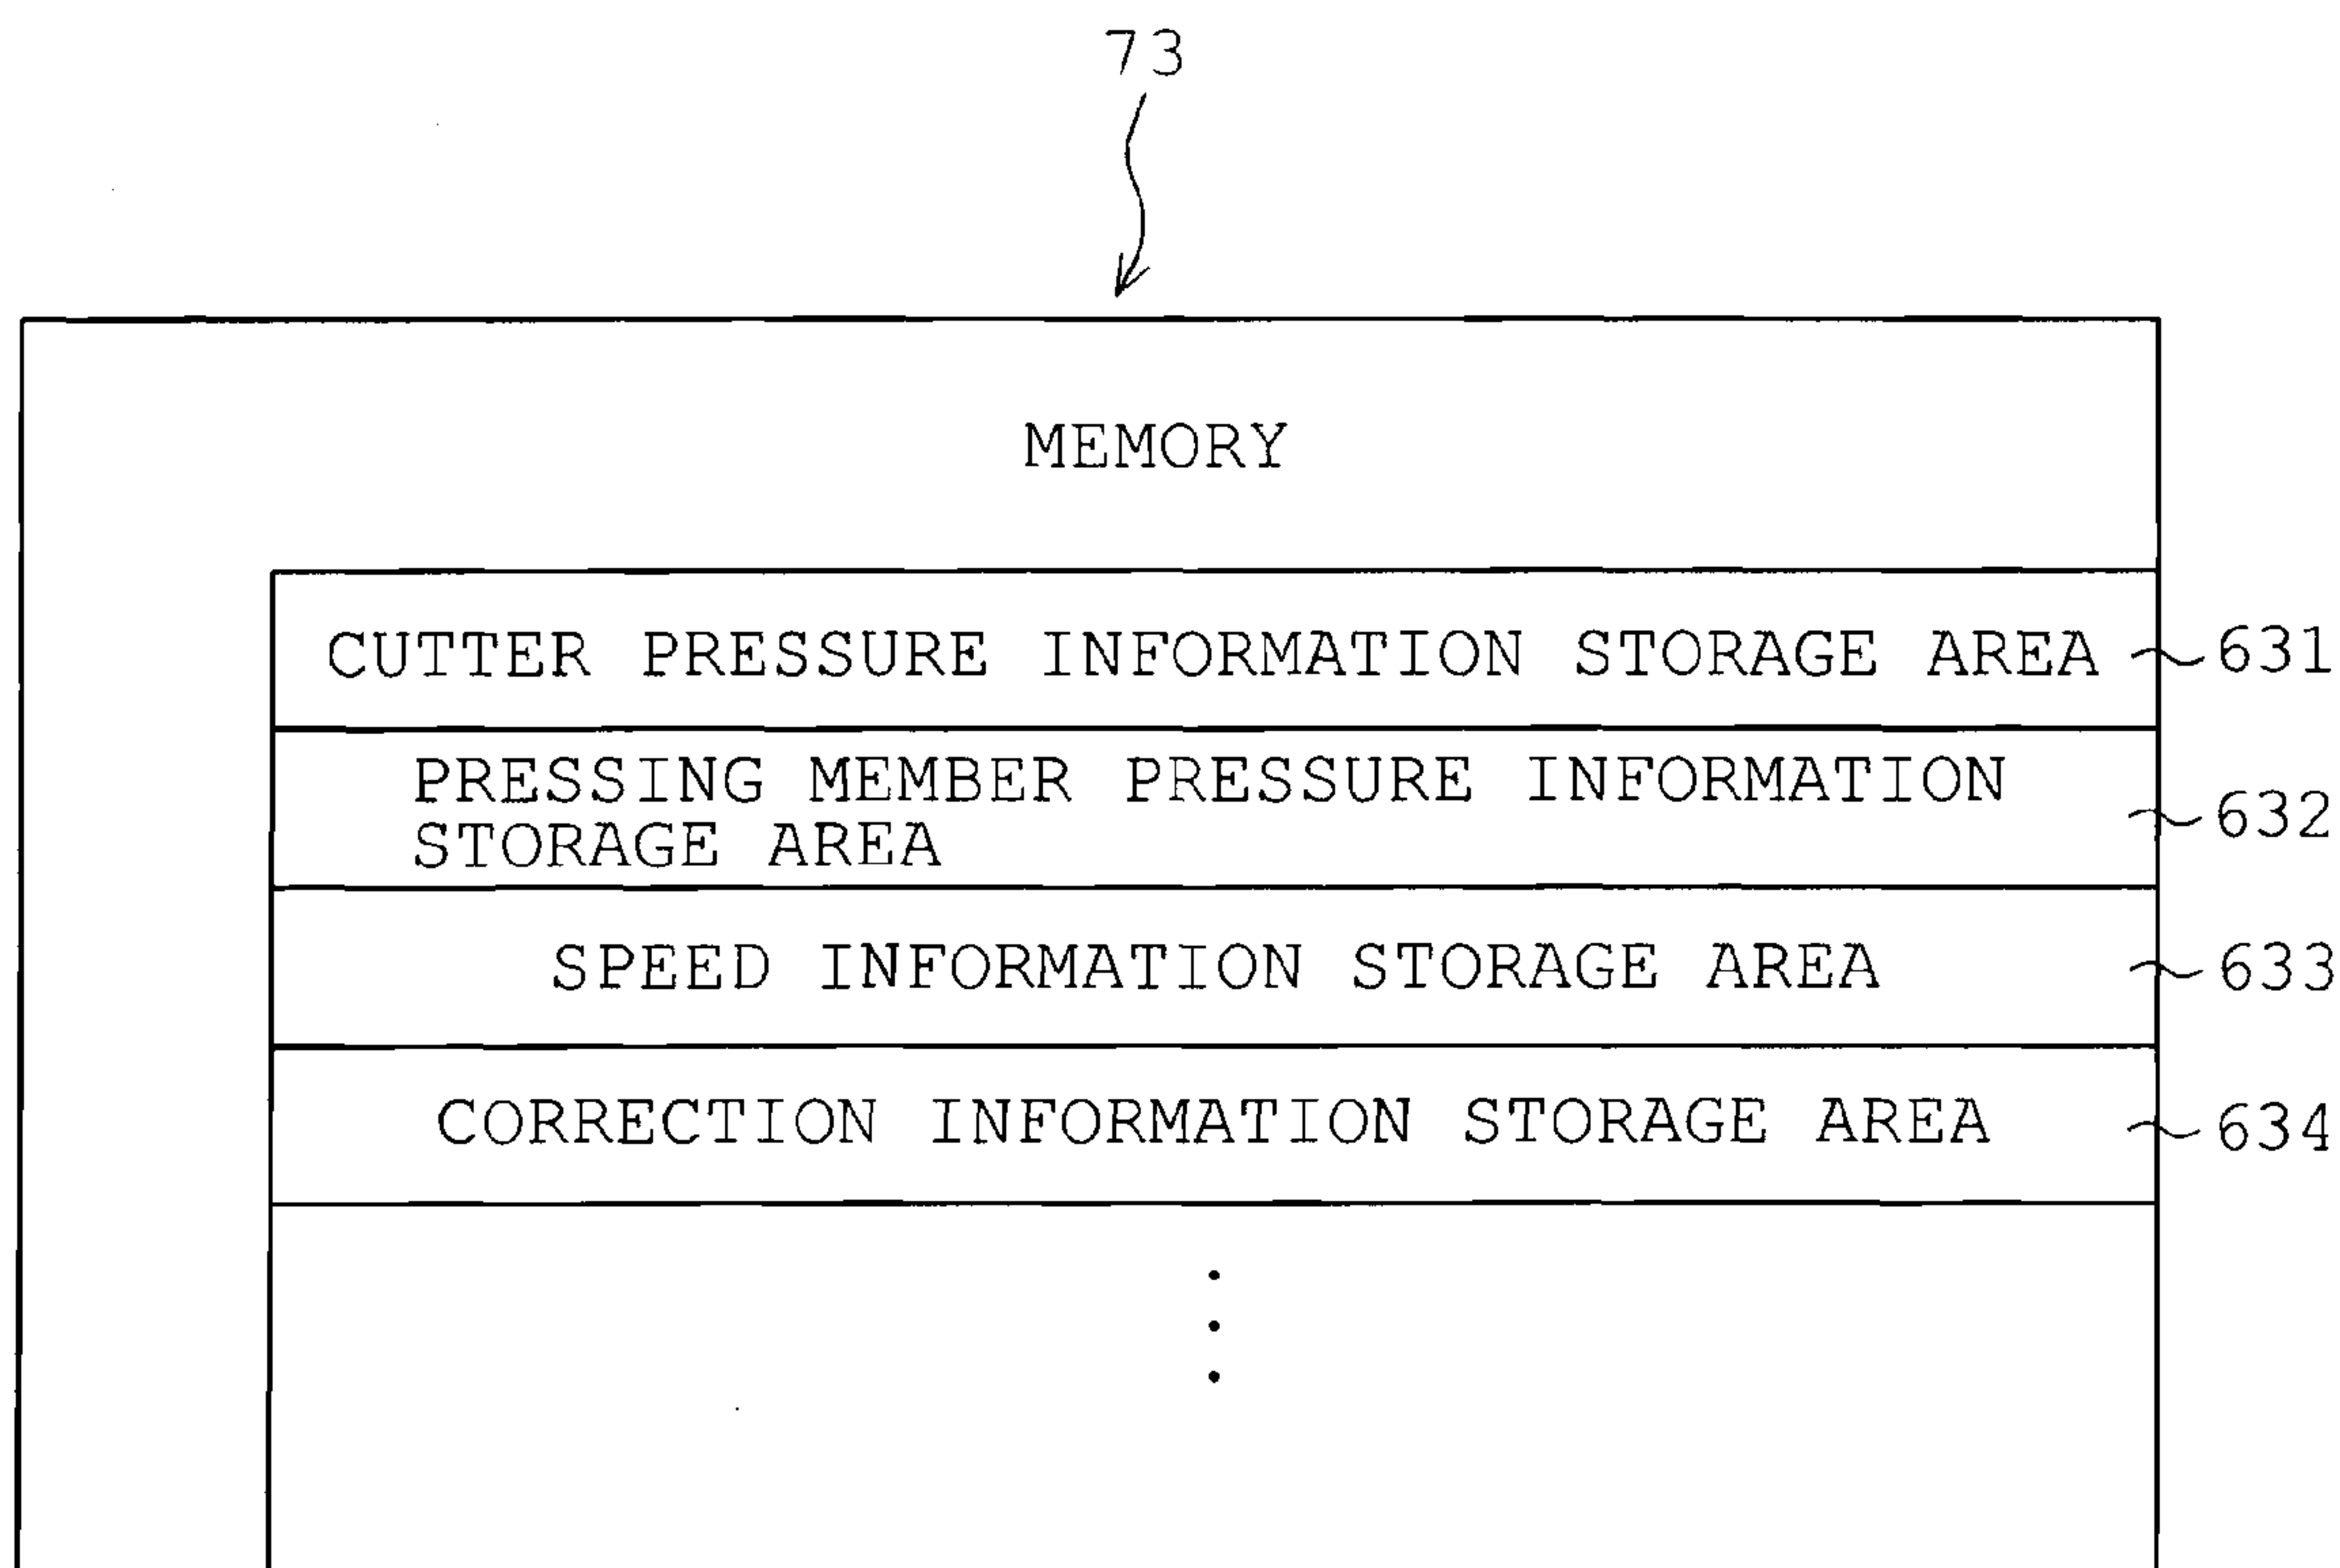 73
MEMORY
CUTTER PRESSURE INFORMATION STORAGE AREA 631
PRESSING MEMBER PRESSURE INFORMATION
STORAGE AREA
632
SPEED INFORMATION STORAGE AREA 633
CORRECTION INFORMATION STORAGE AREA 634